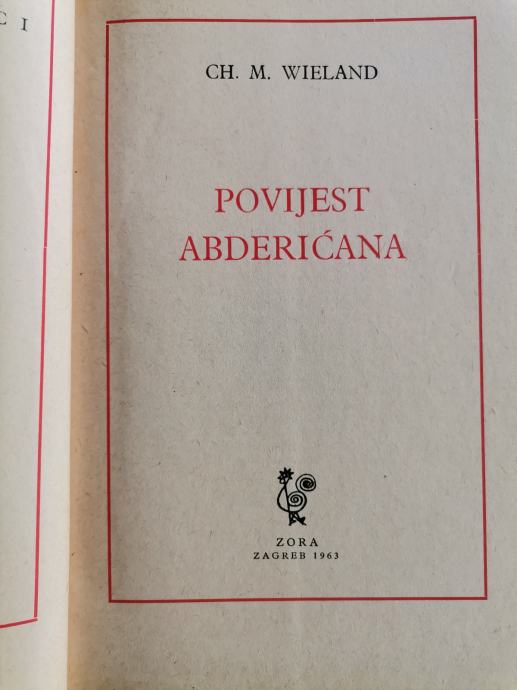 C I
CH. M. WIELAND
POVIJEST
ABDERIĆANA
ZORA
ZAGREB 1963